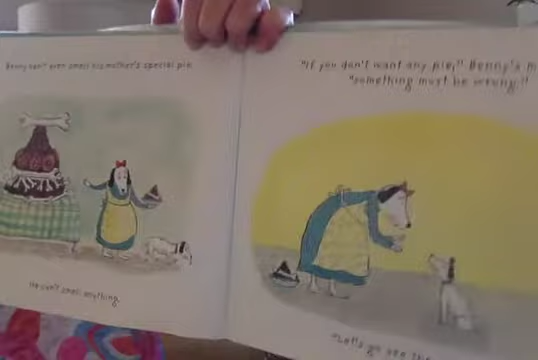 Benny can't even smell his mother's special pie.
He can't smell anything.
"If you don't want any pie," Benny's m
"something must be wrong."
"Let's go see